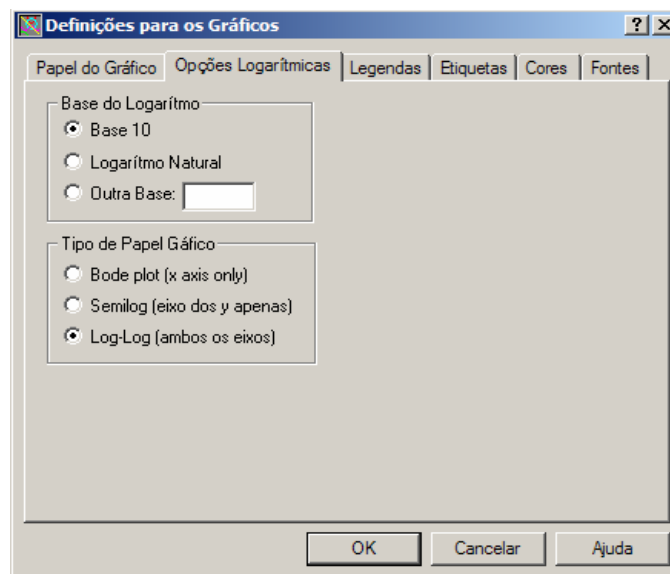 Definições para os Gráficos
Papel do Gráfico Opções Logarítmicas Legendas Etiquetas Cores Fontes
Base do Logarítmo
Base 10
Logarítmo Natural
Outra Base:
Tipo de Papel Gáfico
Bode plot (x axis only)
Semilog (eixo dos y apenas)
Log-Log (ambos os eixos)
OK Cancelar Ajuda